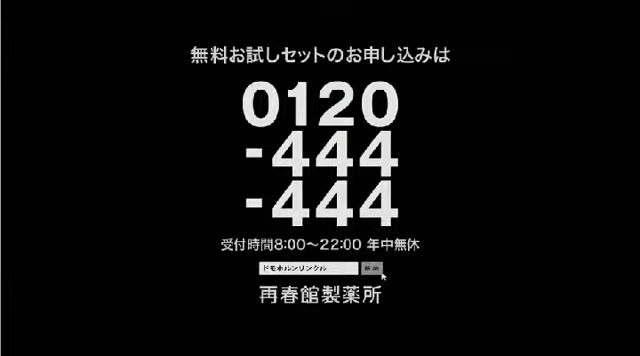 無料お試しセットのお申し込みは
0120
-444
-444
受付時間8:00～22:00 年中無休
ドモホルンリンクル 検索
再春館製薬所